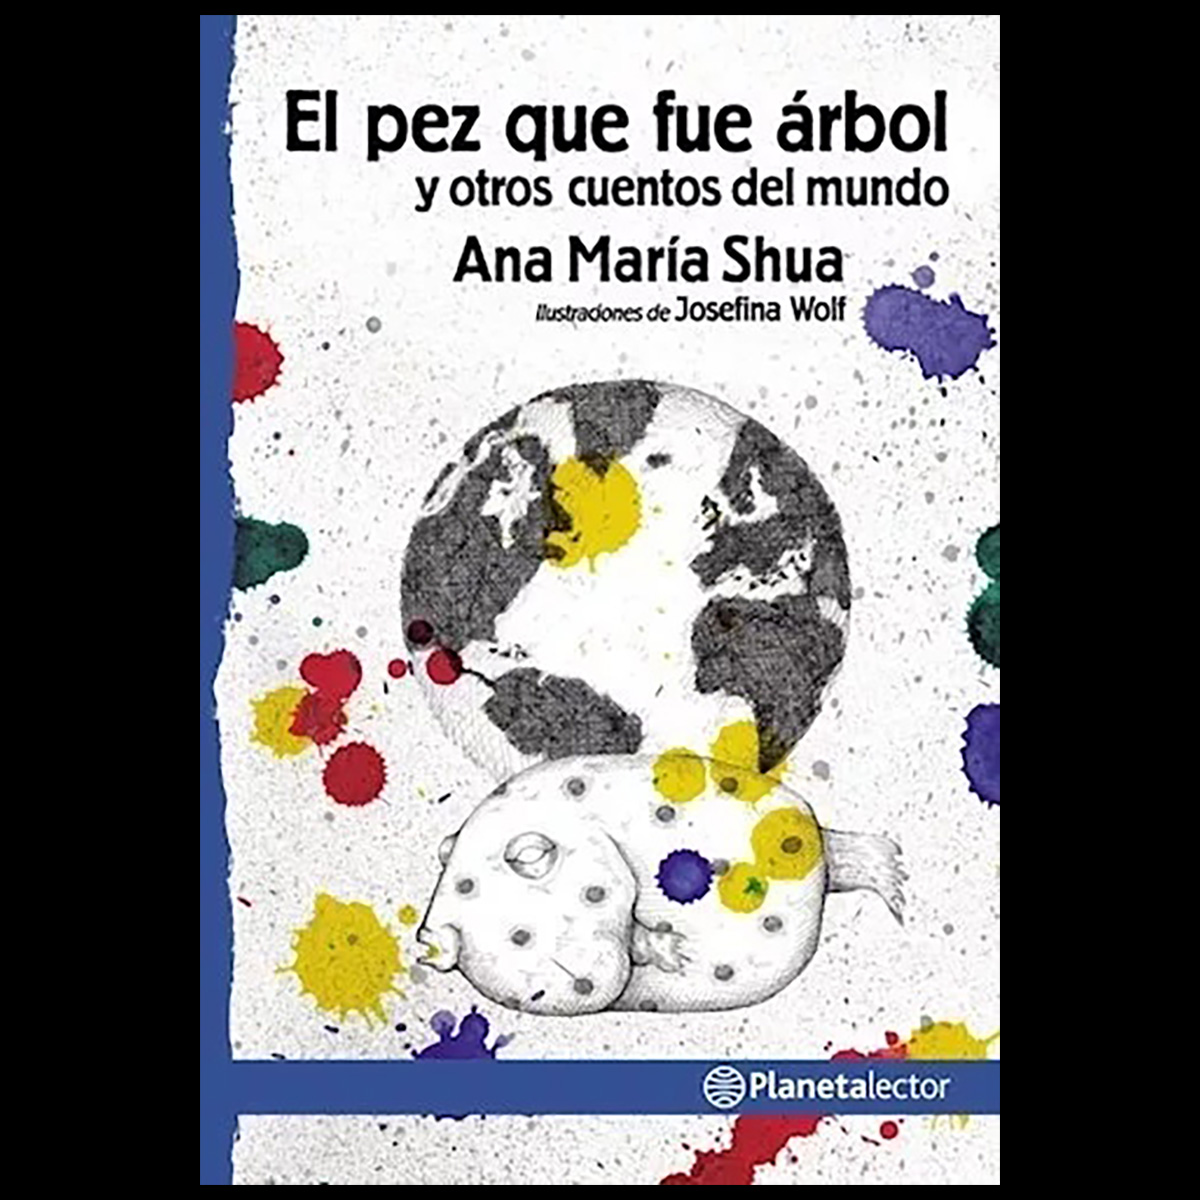 El pez que fue árbol
y otros cuentos del mundo
Ana María Shua
Ilustraciones de Josefina Wolf
Planetalector